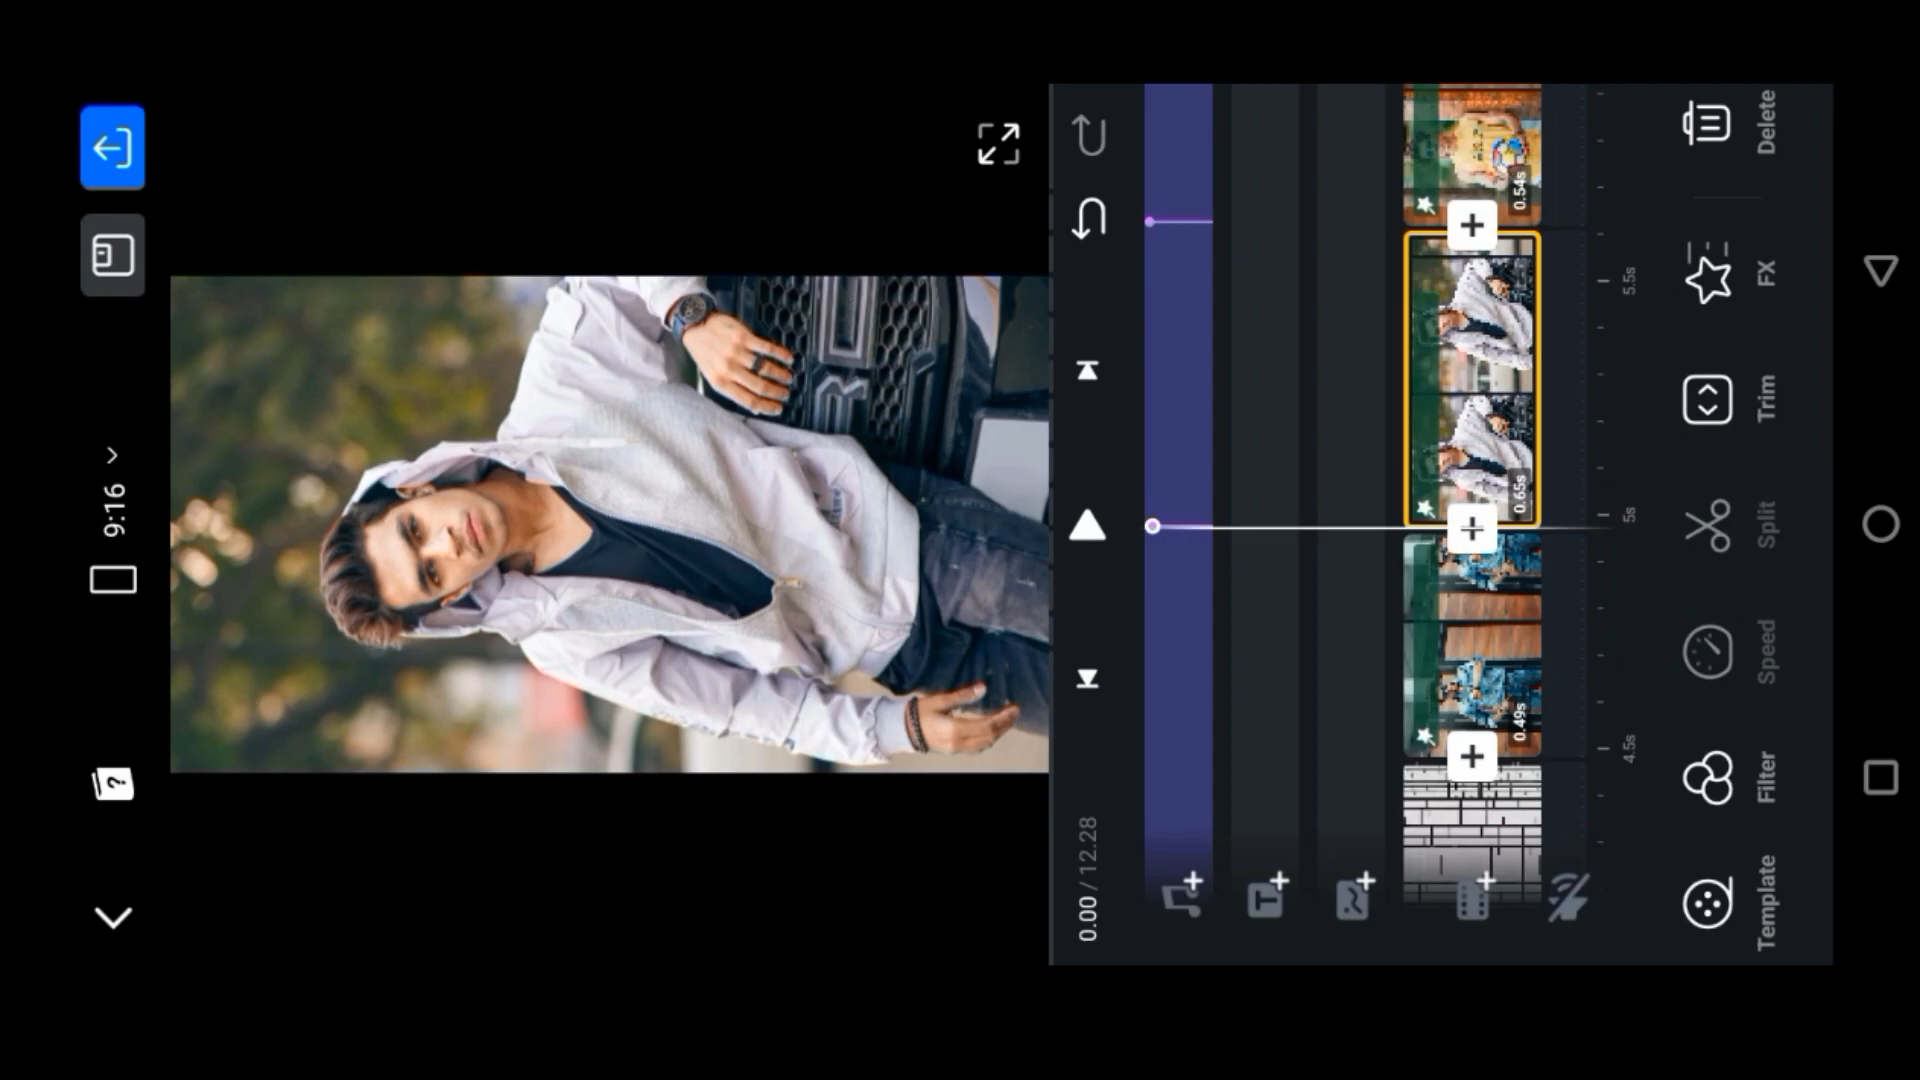 9:16
?
0.00 / 12.28
T
0.49s
0.65s
0.54s
4.5s
5s
5.5s
Template
Filter
Speed
Split
Trim
FX
Delete